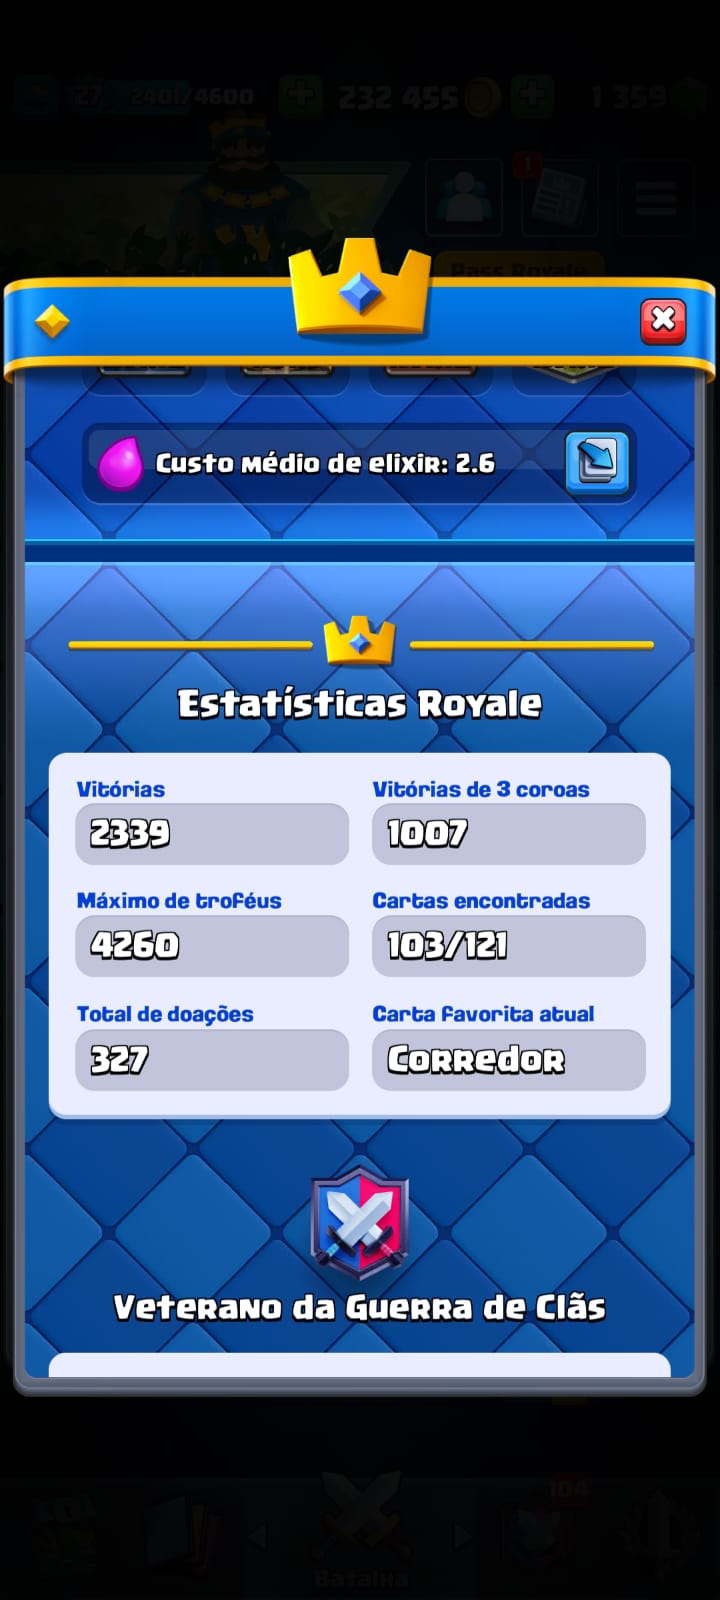 27 2401/4600 232 455 1 359
1
Pass Royale
Custo médio de elixir: 2.6
Estatísticas Royale
Vitórias
2339
Vitórias de 3 coroas
1007
Máximo de troféus
4260
Cartas encontradas
103/121
Total de doações
327
Carta favorita atual
Corredor
Veterano da Guerra de Clãs
104
Batalha